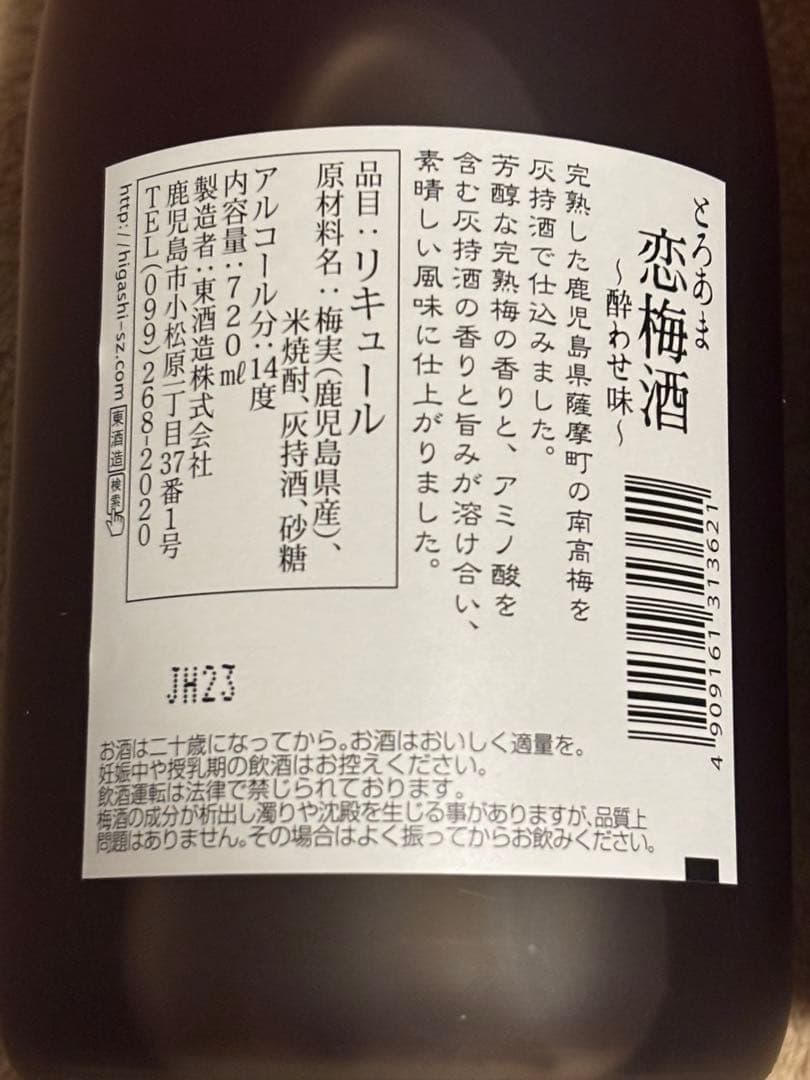 とろあま
恋梅酒
～酔わせ味～
完熟した鹿児島県薩摩町の南高梅を
灰持酒で仕込みました。
芳醇な完熟梅の香りと、アミノ酸を
含む灰持酒の香りと旨みが溶け合い、
素晴しい風味に仕上がりました。
4 909161 313621
品目：リキュール
原材料名：梅実(鹿児島県産)、
米焼酎、灰持酒、砂糖
アルコール分：14度
内容量：720㎖
製造者：東酒造株式会社
鹿児島市小松原一丁目37番1号
TEL(099)268-2020
http://higashi-sz.com 東酒造 検索
JH23
お酒は二十歳になってから。お酒はおいしく適量を。
妊娠中や授乳期の飲酒はお控えください。
飲酒運転は法律で禁じられております。
梅酒の成分が析出し濁りや沈殿を生じる事がありますが、品質上
問題はありません。その場合はよく振ってからお飲みください。